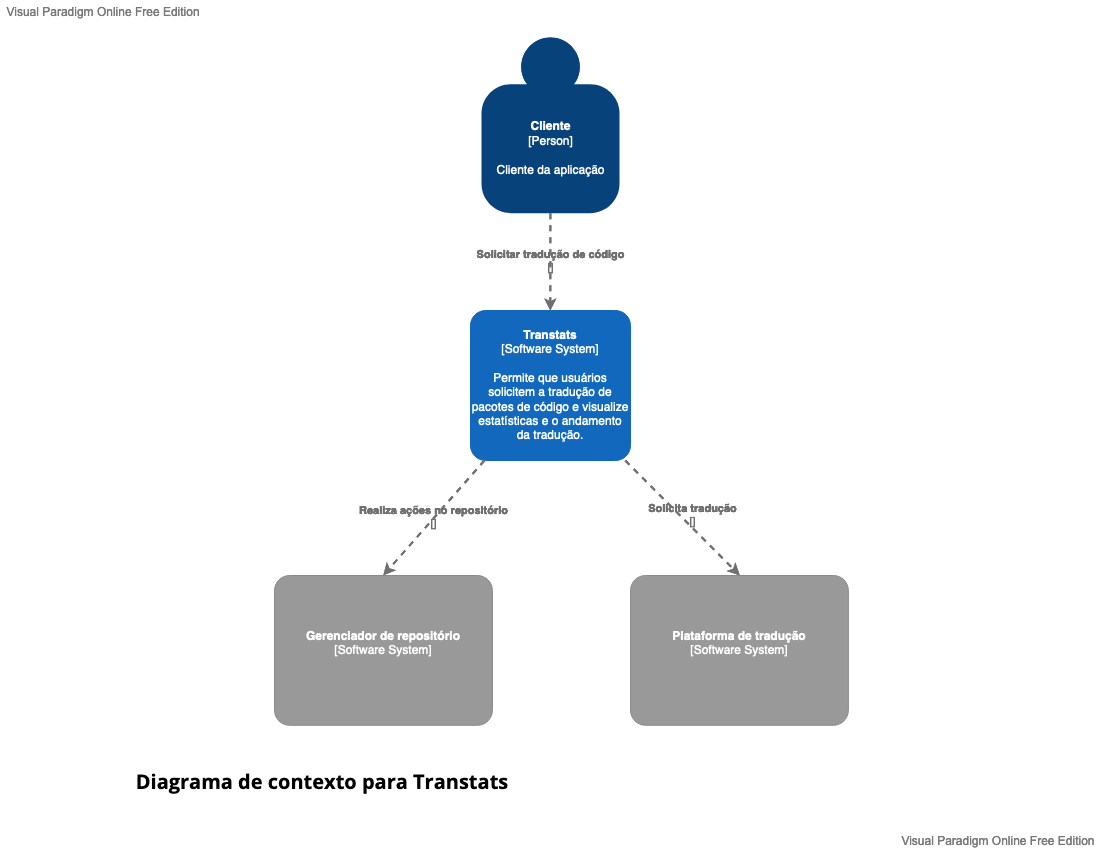 Visual Paradigm Online Free Edition
Cliente
[Person]
Cliente da aplicação
Solicitar tradução de código
Transtats
[Software System]
Permite que usuários
solicitem a tradução de
pacotes de código e visualize
estatísticas e o andamento
da tradução.
Realiza ações no repositório
Solicita tradução
Gerenciador de repositório
[Software System]
Plataforma de tradução
[Software System]
Diagrama de contexto para Transtats
Visual Paradigm Online Free Edition